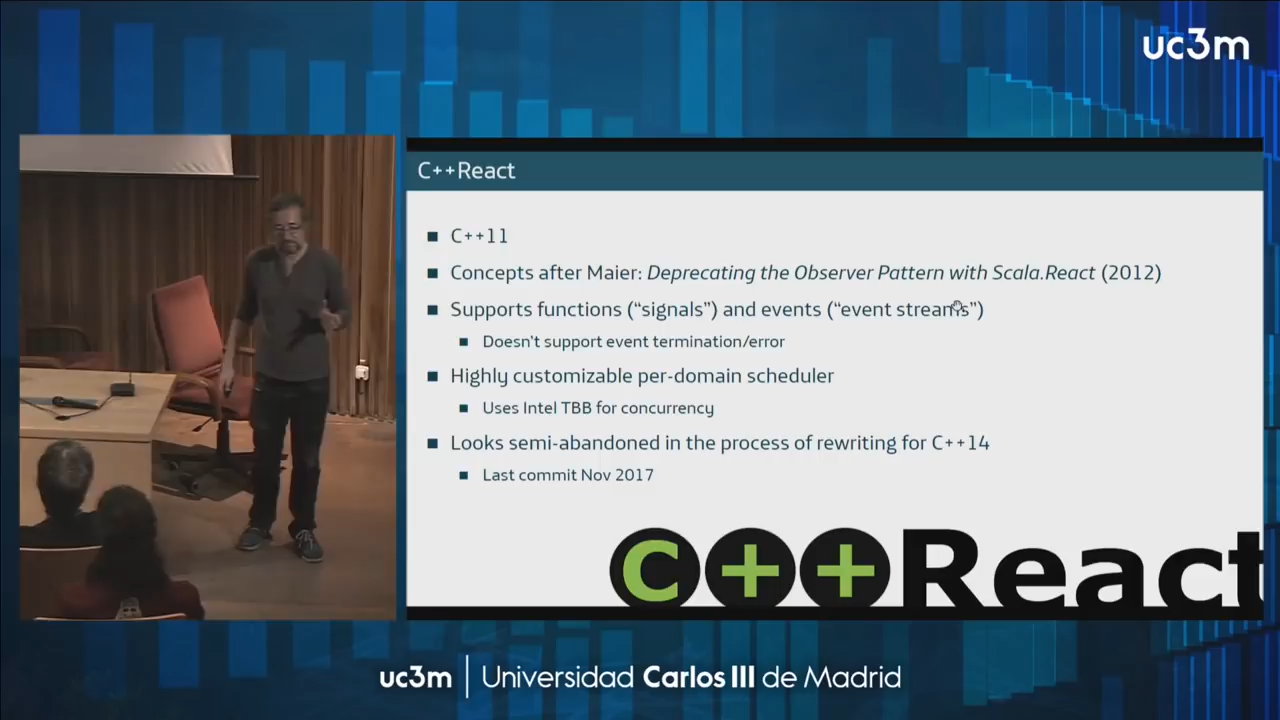 uc3m
C++React
C++11
Concepts after Maier: Deprecating the Observer Pattern with Scala.React (2012)
Supports functions (“signals”) and events (“event streams”)
Doesn't support event termination/error
Highly customizable per-domain scheduler
Uses Intel TBB for concurrency
Looks semi-abandoned in the process of rewriting for C++14
Last commit Nov 2017
C++React
uc3m | Universidad Carlos III de Madrid